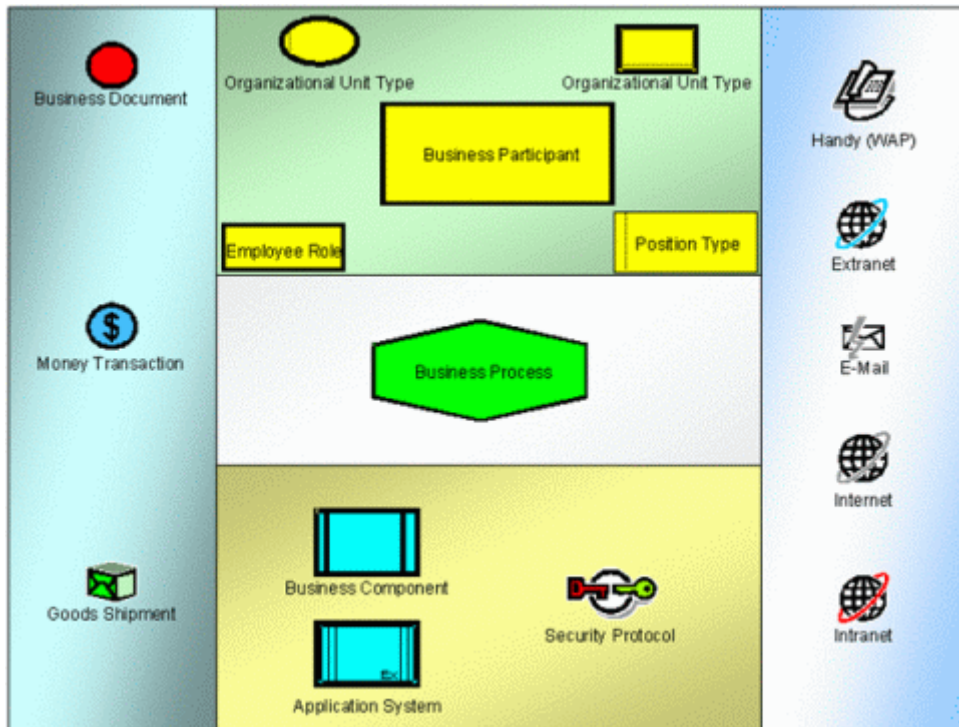 Business Document
Money Transaction
$
Goods Shipment
Organizational Unit Type
Organizational Unit Type
Business Participant
Employee Role
Position Type
Business Process
Business Component
Ex
Application System
Security Protocol
Handy (WAP)
Extranet
E-Mail
Internet
Intranet